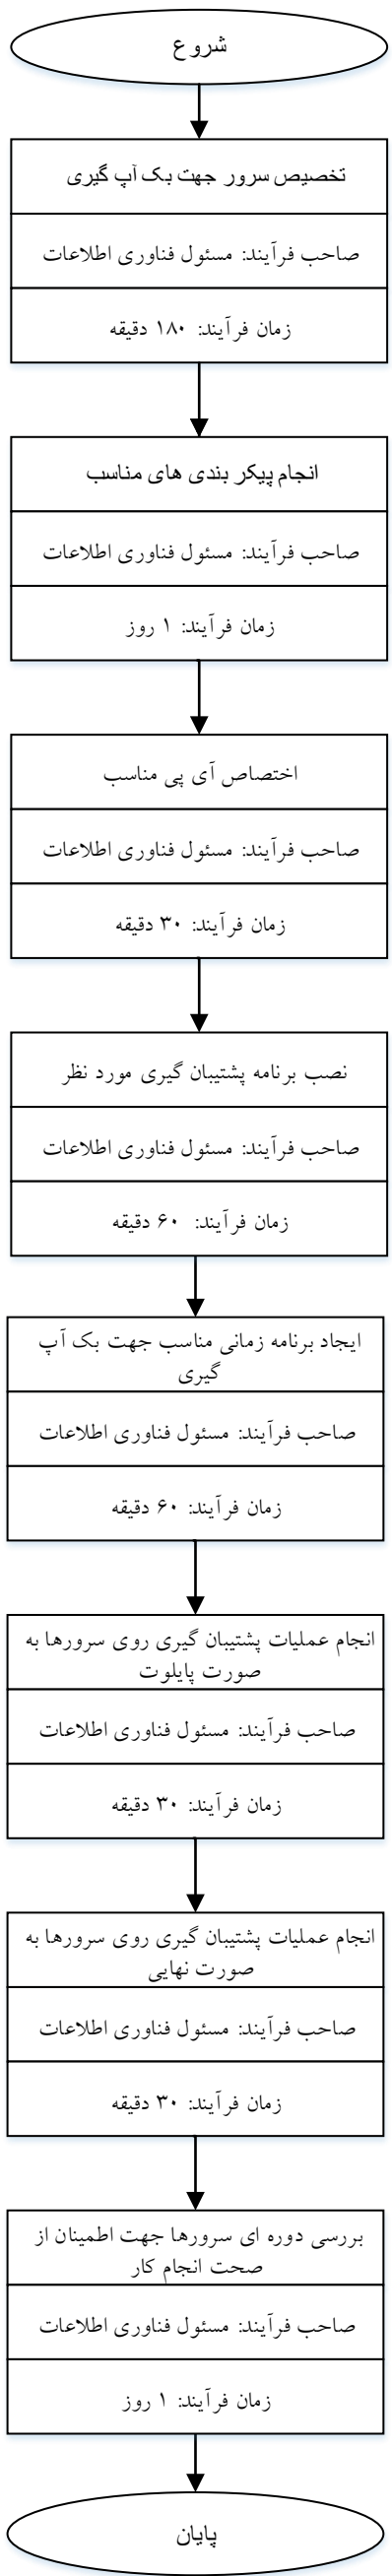 شروع
تخصیص سرور جهت بک آپ گیری
صاحب فرآیند: مسئول فناوری اطلاعات
زمان فرآیند: ۱۸۰ دقیقه
انجام پیکر بندی های مناسب
صاحب فرآیند: مسئول فناوری اطلاعات
زمان فرآیند: ۱ روز
اختصاص آی پی مناسب
صاحب فرآیند: مسئول فناوری اطلاعات
زمان فرآیند: ۳۰ دقیقه
نصب برنامه پشتیبان گیری مورد نظر
صاحب فرآیند: مسئول فناوری اطلاعات
زمان فرآیند: ۶۰ دقیقه
ایجاد برنامه زمانی مناسب جهت بک آپ
گیری
صاحب فرآیند: مسئول فناوری اطلاعات
زمان فرآیند: ۶۰ دقیقه
انجام عملیات پشتیبان گیری روی سرورها به
صورت پایلوت
صاحب فرآیند: مسئول فناوری اطلاعات
زمان فرآیند: ۳۰ دقیقه
انجام عملیات پشتیبان گیری روی سرورها به
صورت نهایی
صاحب فرآیند: مسئول فناوری اطلاعات
زمان فرآیند: ۳۰ دقیقه
بررسی دوره ای سرورها جهت اطمینان از
صحت انجام کار
صاحب فرآیند: مسئول فناوری اطلاعات
زمان فرآیند: ۱ روز
پایان